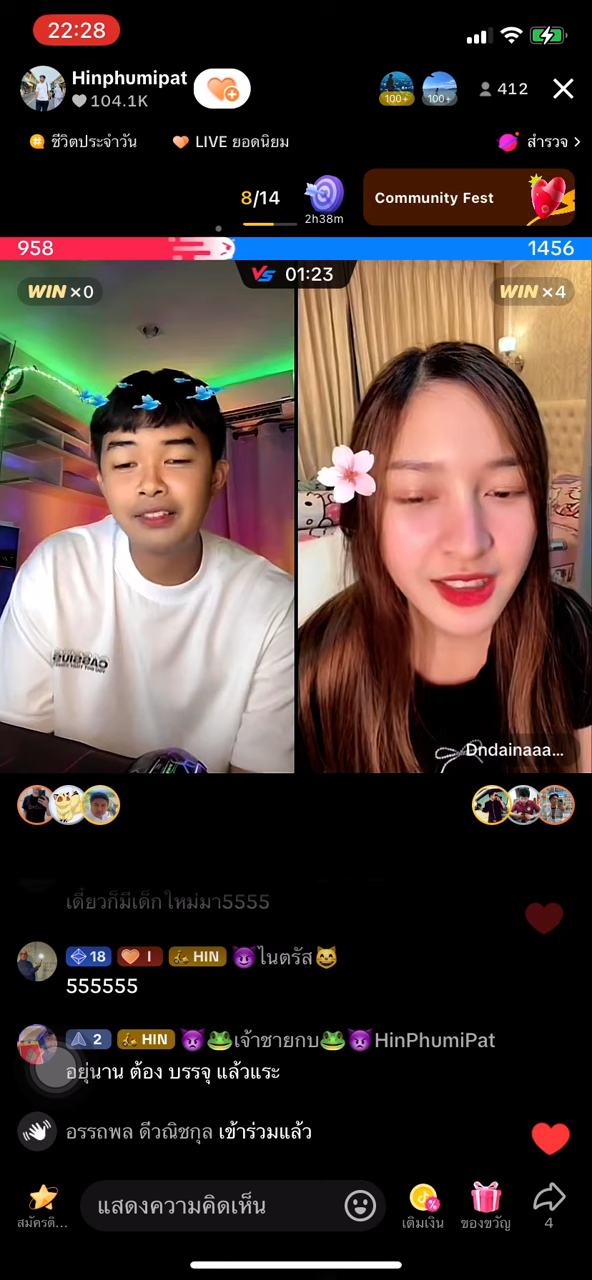 22:28
Hinphumipat
104.1K
100+
100+
412
ชีวิตประจำวัน
LIVE ยอดนิยม
สำรวจ
8/14
2h38m
Community Fest
958
1456
VS 01:23
WIN ×0
WIN ×4
CASSIUS
Dndainaaa...
เดี๋ยวก็มีเด็กใหม่มา5555
18 I HIN 😈ไนตรัส😺
555555
2 HIN 👿🐸เจ้าชายกบ🐸👿HinPhumiPat
อยุ่นาน ต้อง บรรจุ แล้วแระ
อรรถพล ดีวณิชกุล เข้าร่วมแล้ว
สมัครติ...
แสดงความคิดเห็น
เติมเงิน
ของขวัญ
4